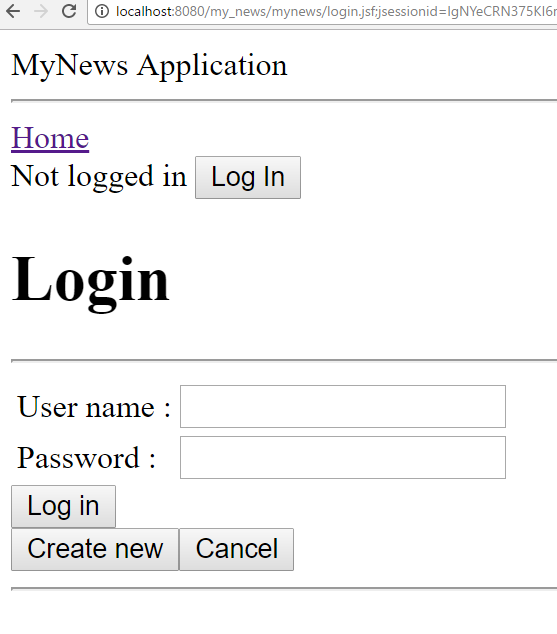 localhost:8080/my_news/mynews/login.jsf;jsessionid=IgNYeCRN375KI6
MyNews Application
Home
Not logged in Log In
Login
User name :
Password :
Log in
Create new Cancel